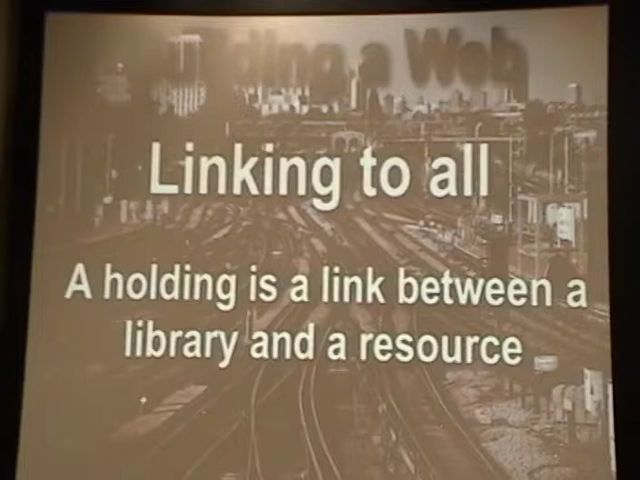 Linking to all
A holding is a link between a
library and a resource